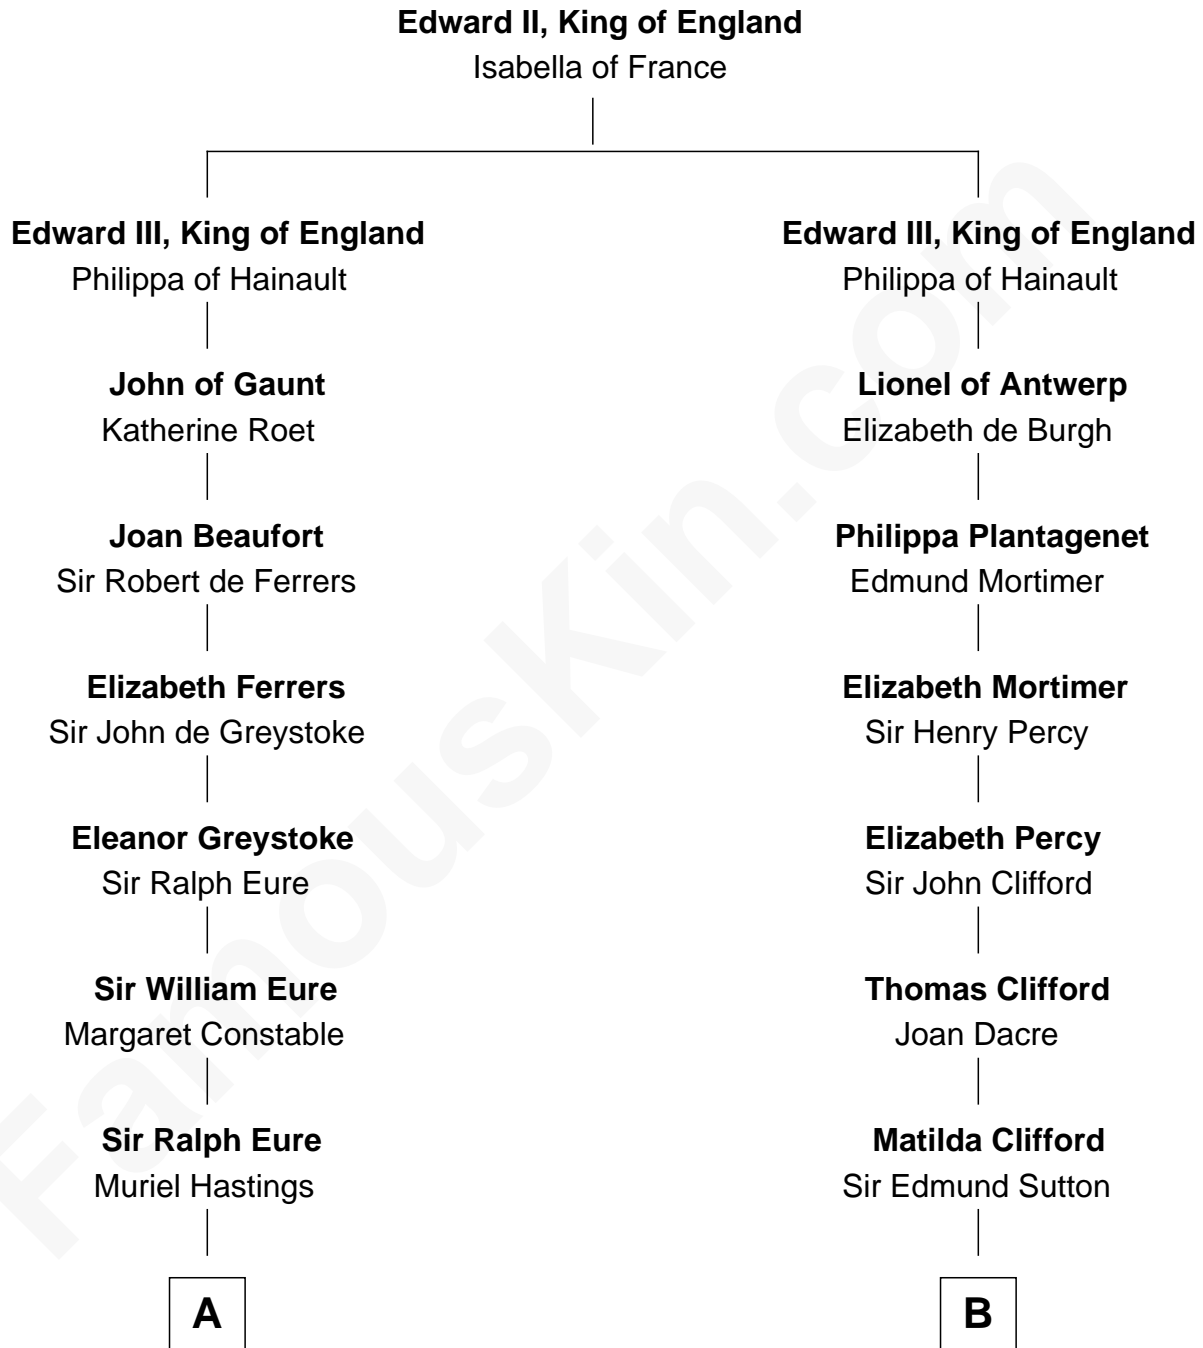 Edward II, King of England
Isabella of France
Edward III, King of England
Philippa of Hainault
John of Gaunt
Katherine Roet
Joan Beaufort
Sir Robert de Ferrers
Elizabeth Ferrers
Sir John de Greystoke
Eleanor Greystoke
Sir Ralph Eure
Sir William Eure
Margaret Constable
Sir Ralph Eure
Muriel Hastings
A
Edward III, King of England
Philippa of Hainault
Lionel of Antwerp
Elizabeth de Burgh
Philippa Plantagenet
Edmund Mortimer
Elizabeth Mortimer
Sir Henry Percy
Elizabeth Percy
Sir John Clifford
Thomas Clifford
Joan Dacre
Matilda Clifford
Sir Edmund Sutton
B
FamousKin.com